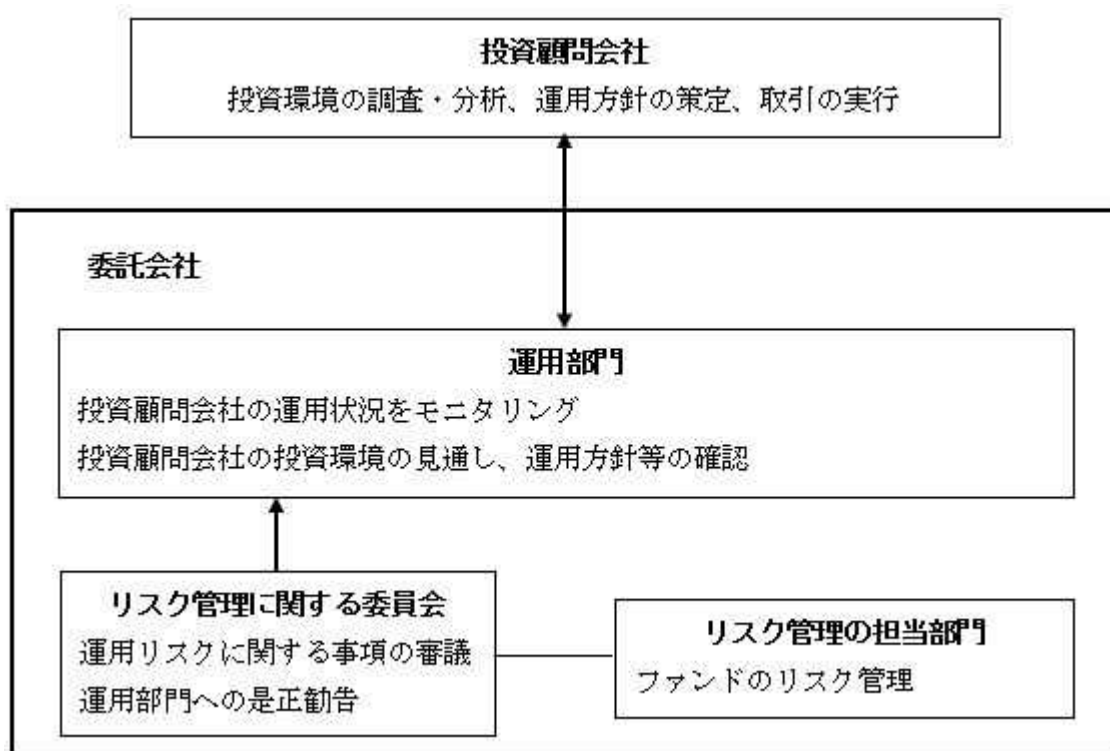 投資顧問会社
投資環境の調査・分析、運用方針の策定、取引の実行
委託会社
運用部門
投資顧問会社の運用状況をモニタリング
投資顧問会社の投資環境の見通し、運用方針等の確認
リスク管理に関する委員会
運用リスクに関する事項の審議
運用部門への是正勧告
リスク管理の担当部門
ファンドのリスク管理